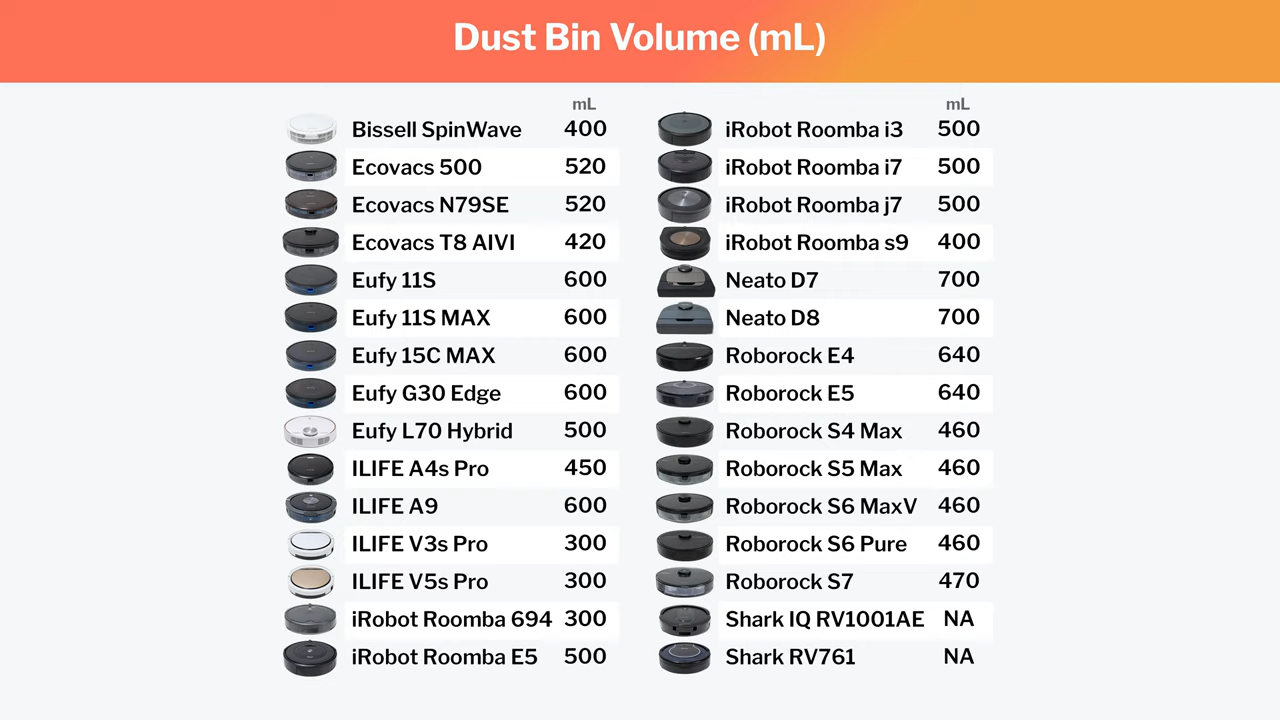 Dust Bin Volume (mL)
mL
Bissell SpinWave 400
Ecovacs 500 520
Ecovacs N79SE 520
Ecovacs T8 AIVI 420
Eufy 11S 600
Eufy 11S MAX 600
Eufy 15C MAX 600
Eufy G30 Edge 600
Eufy L70 Hybrid 500
ILIFE A4s Pro 450
ILIFE A9 600
ILIFE V3s Pro 300
ILIFE V5s Pro 300
iRobot Roomba 694 300
iRobot Roomba E5 500
mL
iRobot Roomba i3 500
iRobot Roomba i7 500
iRobot Roomba j7 500
iRobot Roomba s9 400
Neato D7 700
Neato D8 700
Roborock E4 640
Roborock E5 640
Roborock S4 Max 460
Roborock S5 Max 460
Roborock S6 MaxV 460
Roborock S6 Pure 460
Roborock S7 470
Shark IQ RV1001AE NA
Shark RV761 NA